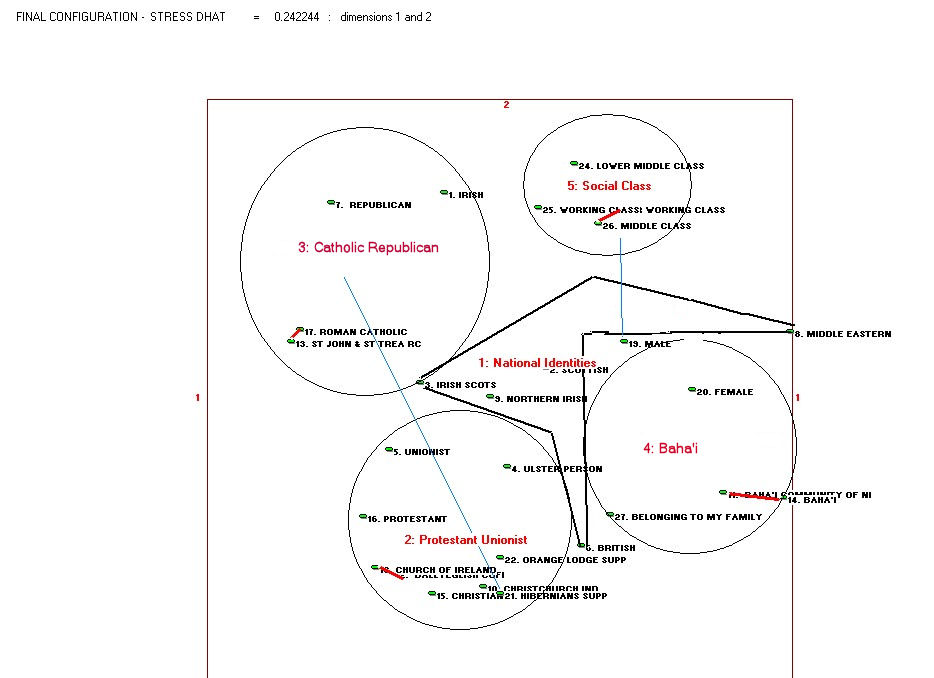 FINAL CONFIGURATION - STRESS DHAT = 0.242244 : dimensions 1 and 2
2
24. LOWER MIDDLE CLASS
5: Social Class
1. IRISH
7. REPUBLICAN
25. WORKING CLASS: WORKING CLASS
26. MIDDLE CLASS
3: Catholic Republican
17. ROMAN CATHOLIC
13. ST JOHN & ST TREA RC
8. MIDDLE EASTERN
19. MALE
1: National Identities
2. SCOTTISH
3. IRISH SCOTS
20. FEMALE
1
9. NORTHERN IRISH
1
5. UNIONIST
4: Baha'i
4. ULSTER PERSON
BAHA'I COMMUNITY OF NI
14. BAHA'I
16. PROTESTANT
27. BELONGING TO MY FAMILY
2: Protestant Unionist
6. BRITISH
22. ORANGE LODGE SUPP
CHURCH OF IRELAND
10. CHRISTCHURCH IND
15. CHRISTIAN
21. HIBERNIANS SUPP